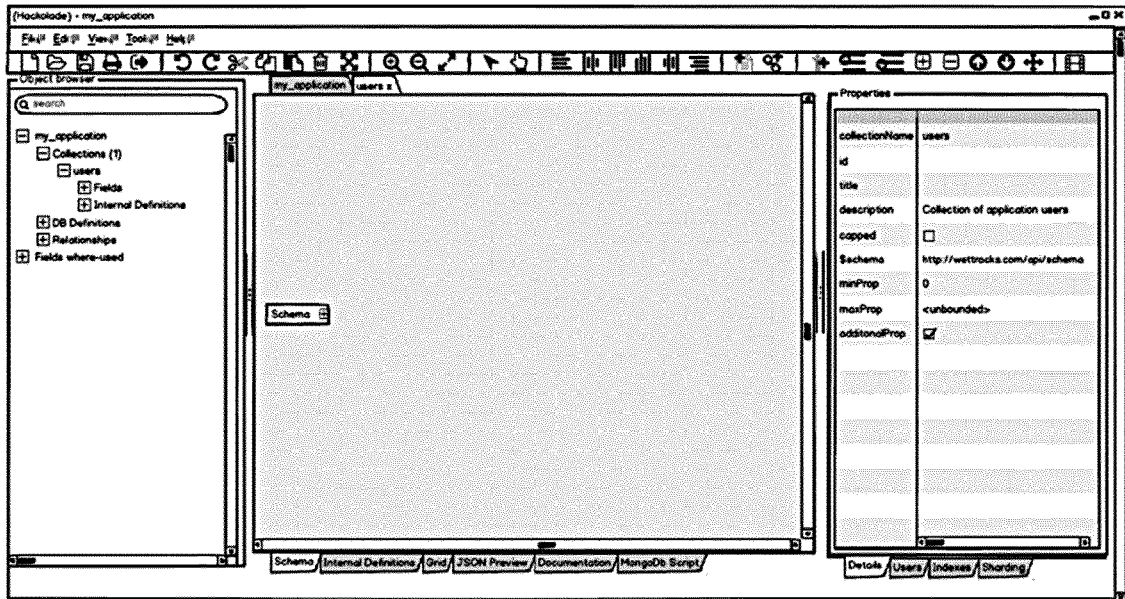 (Hackolade) - my_application
File Edit View Tools Help
Object browser
search
my_application
Collections (1)
users
Fields
Internal Definitions
DB Definitions
Relationships
Fields where-used
my_application
users x
Schema
Schema
Internal Definitions
Grid
JSON Preview
Documentation
MongoDb Script
Properties
collectionName users
id
title
description Collection of application users
capped
$schema http://wettrocks.com/api/schema
minProp 0
maxProp <unbounded>
additonalProp
Details
Users
Indexes
Sharding